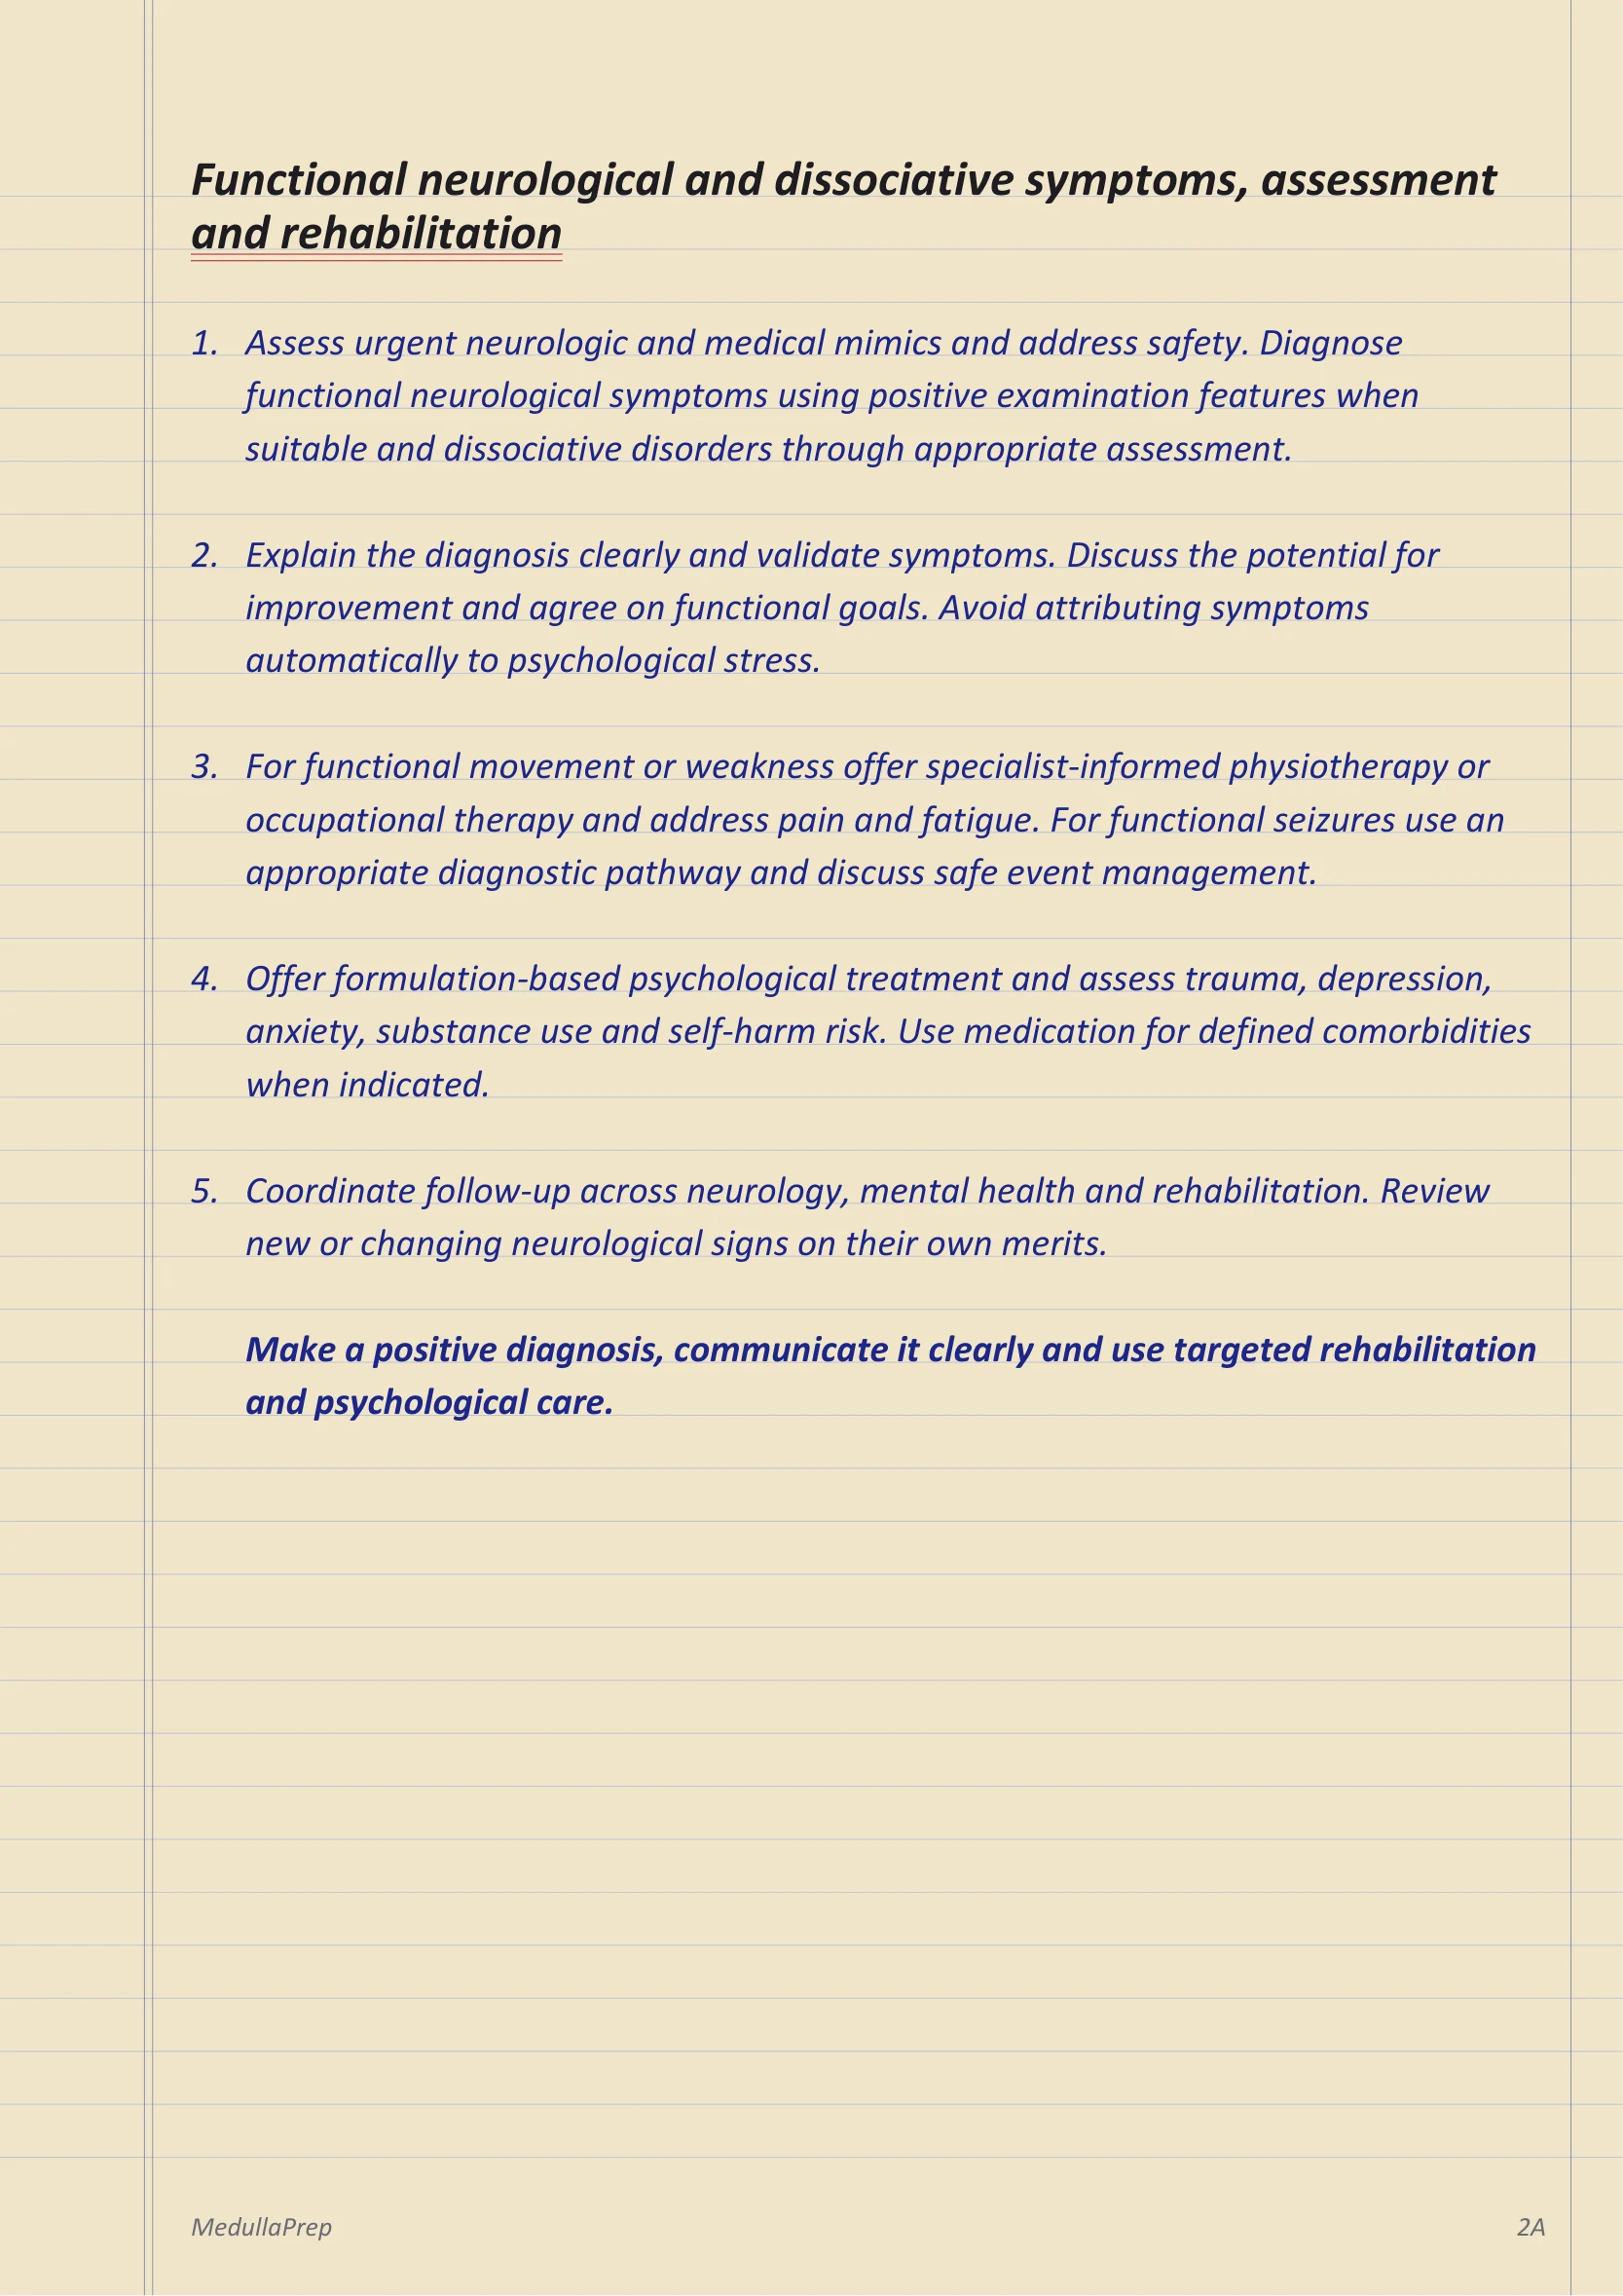 Functional neurological and dissociative symptoms, assessment
and rehabilitation
1. Assess urgent neurologic and medical mimics and address safety. Diagnose
functional neurological symptoms using positive examination features when
suitable and dissociative disorders through appropriate assessment.
2. Explain the diagnosis clearly and validate symptoms. Discuss the potential for
improvement and agree on functional goals. Avoid attributing symptoms
automatically to psychological stress.
3. For functional movement or weakness offer specialist-informed physiotherapy or
occupational therapy and address pain and fatigue. For functional seizures use an
appropriate diagnostic pathway and discuss safe event management.
4. Offer formulation-based psychological treatment and assess trauma, depression,
anxiety, substance use and self-harm risk. Use medication for defined comorbidities
when indicated.
5. Coordinate follow-up across neurology, mental health and rehabilitation. Review
new or changing neurological signs on their own merits.
Make a positive diagnosis, communicate it clearly and use targeted rehabilitation
and psychological care.
MedullaPrep
2A